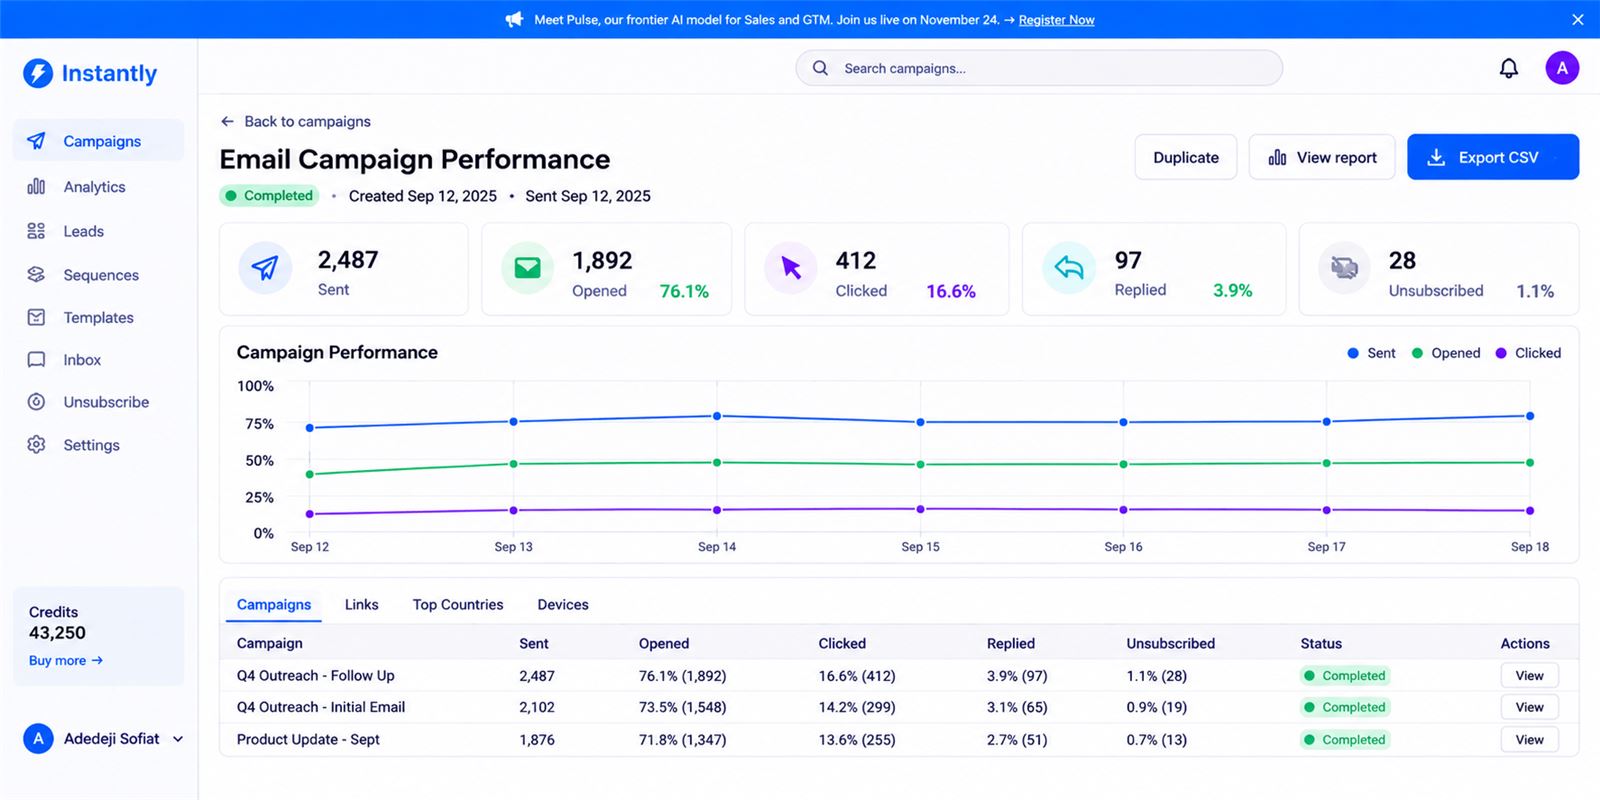 Meet Pulse, our frontier AI model for Sales and GTM. Join us live on November 24. → Register Now
Instantly
Search campaigns...
A
Campaigns
Analytics
Leads
Sequences
Templates
Inbox
Unsubscribe
Settings
Credits
43,250
Buy more →
A Adedeji Sofiat
← Back to campaigns
Email Campaign Performance
Completed • Created Sep 12, 2025 • Sent Sep 12, 2025
Duplicate
View report
Export CSV
2,487
Sent
1,892
Opened 76.1%
412
Clicked 16.6%
97
Replied 3.9%
28
Unsubscribed 1.1%
Campaign Performance
Sent Opened Clicked
100%
75%
50%
25%
0%
Sep 12 Sep 13 Sep 14 Sep 15 Sep 16 Sep 17 Sep 18
Campaigns Links Top Countries Devices
Campaign Sent Opened Clicked Replied Unsubscribed Status Actions
Q4 Outreach - Follow Up 2,487 76.1% (1,892) 16.6% (412) 3.9% (97) 1.1% (28) Completed View
Q4 Outreach - Initial Email 2,102 73.5% (1,548) 14.2% (299) 3.1% (65) 0.9% (19) Completed View
Product Update - Sept 1,876 71.8% (1,347) 13.6% (255) 2.7% (51) 0.7% (13) Completed View